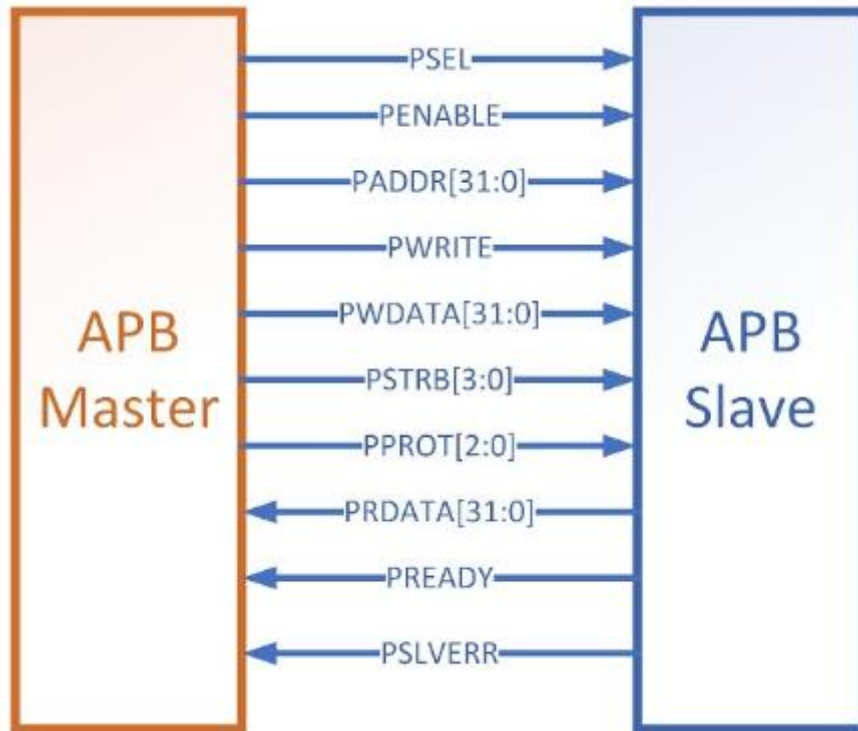 PSEL
PENABLE
PADDR[31:0]
PWRITE
PWDATA[31:0]
PSTRB[3:0]
PPROT[2:0]
PRDATA[31:0]
PREADY
PSLVERR
APB
Master
APB
Slave